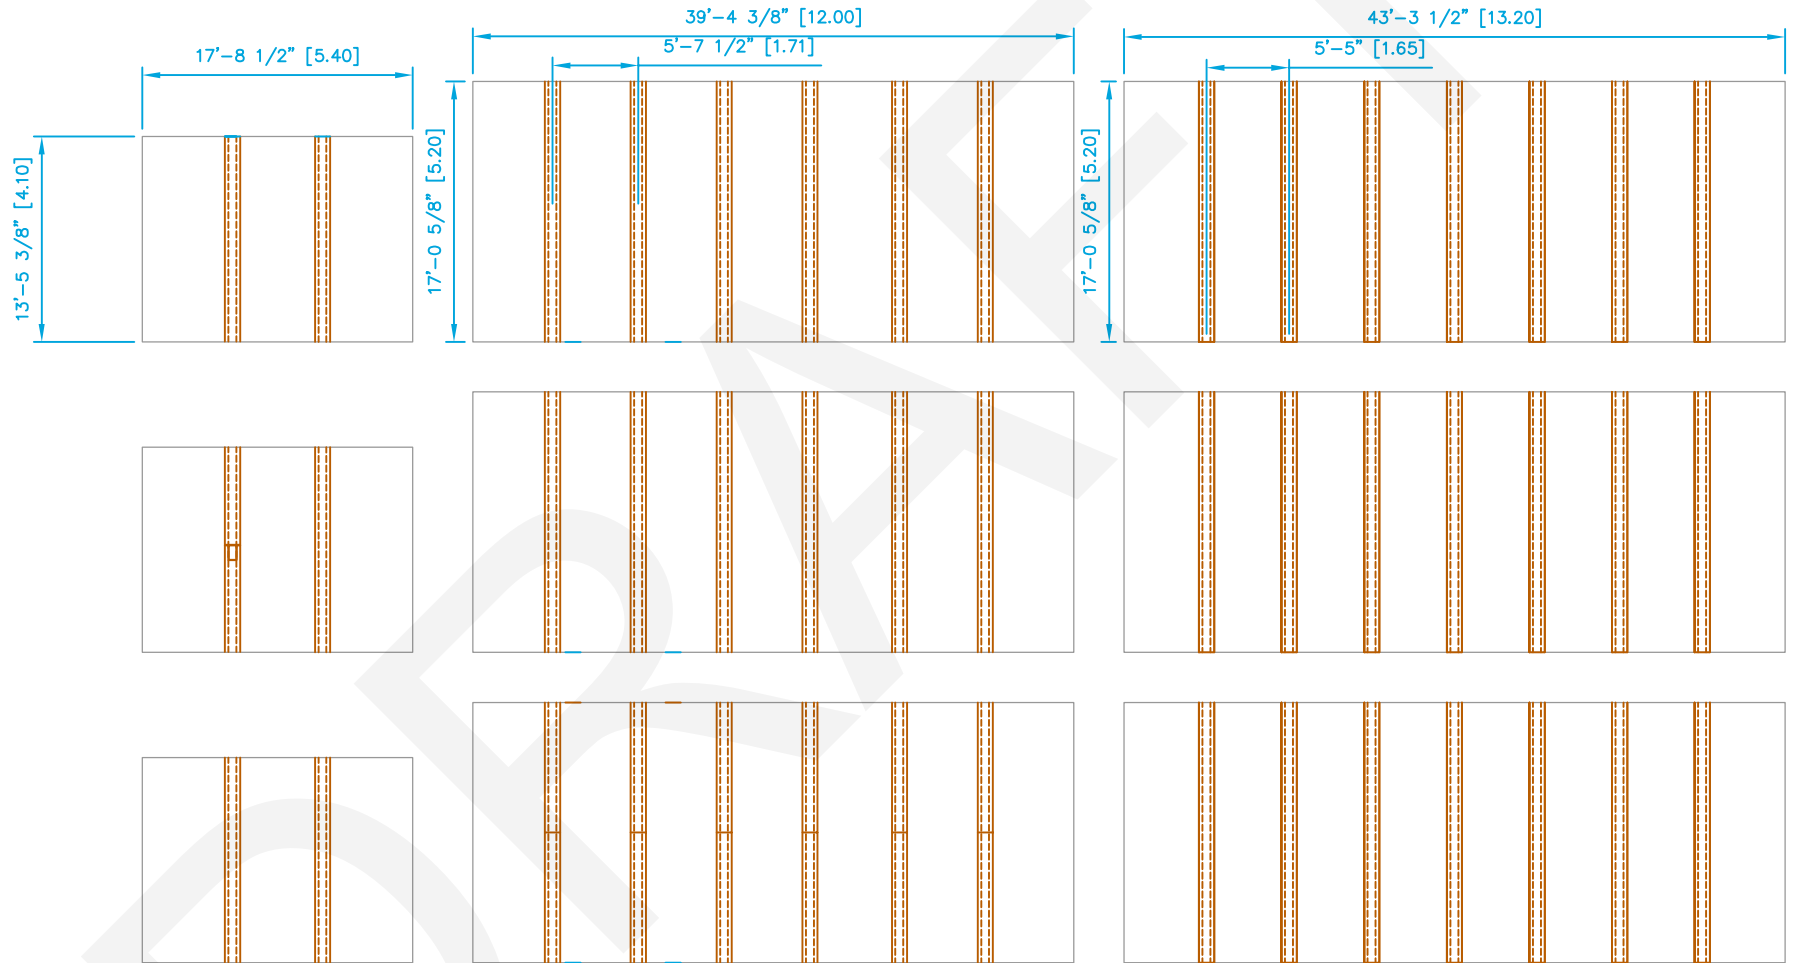 39'-4 3/8" [12.00]
43'-3 1/2" [13.20]
17'-8 1/2" [5.40]
5'-7 1/2" [1.71]
5'-5" [1.65]
13'-5 3/8" [4.10]
17'-0 5/8" [5.20]
17'-0 5/8" [5.20]
DRAFT